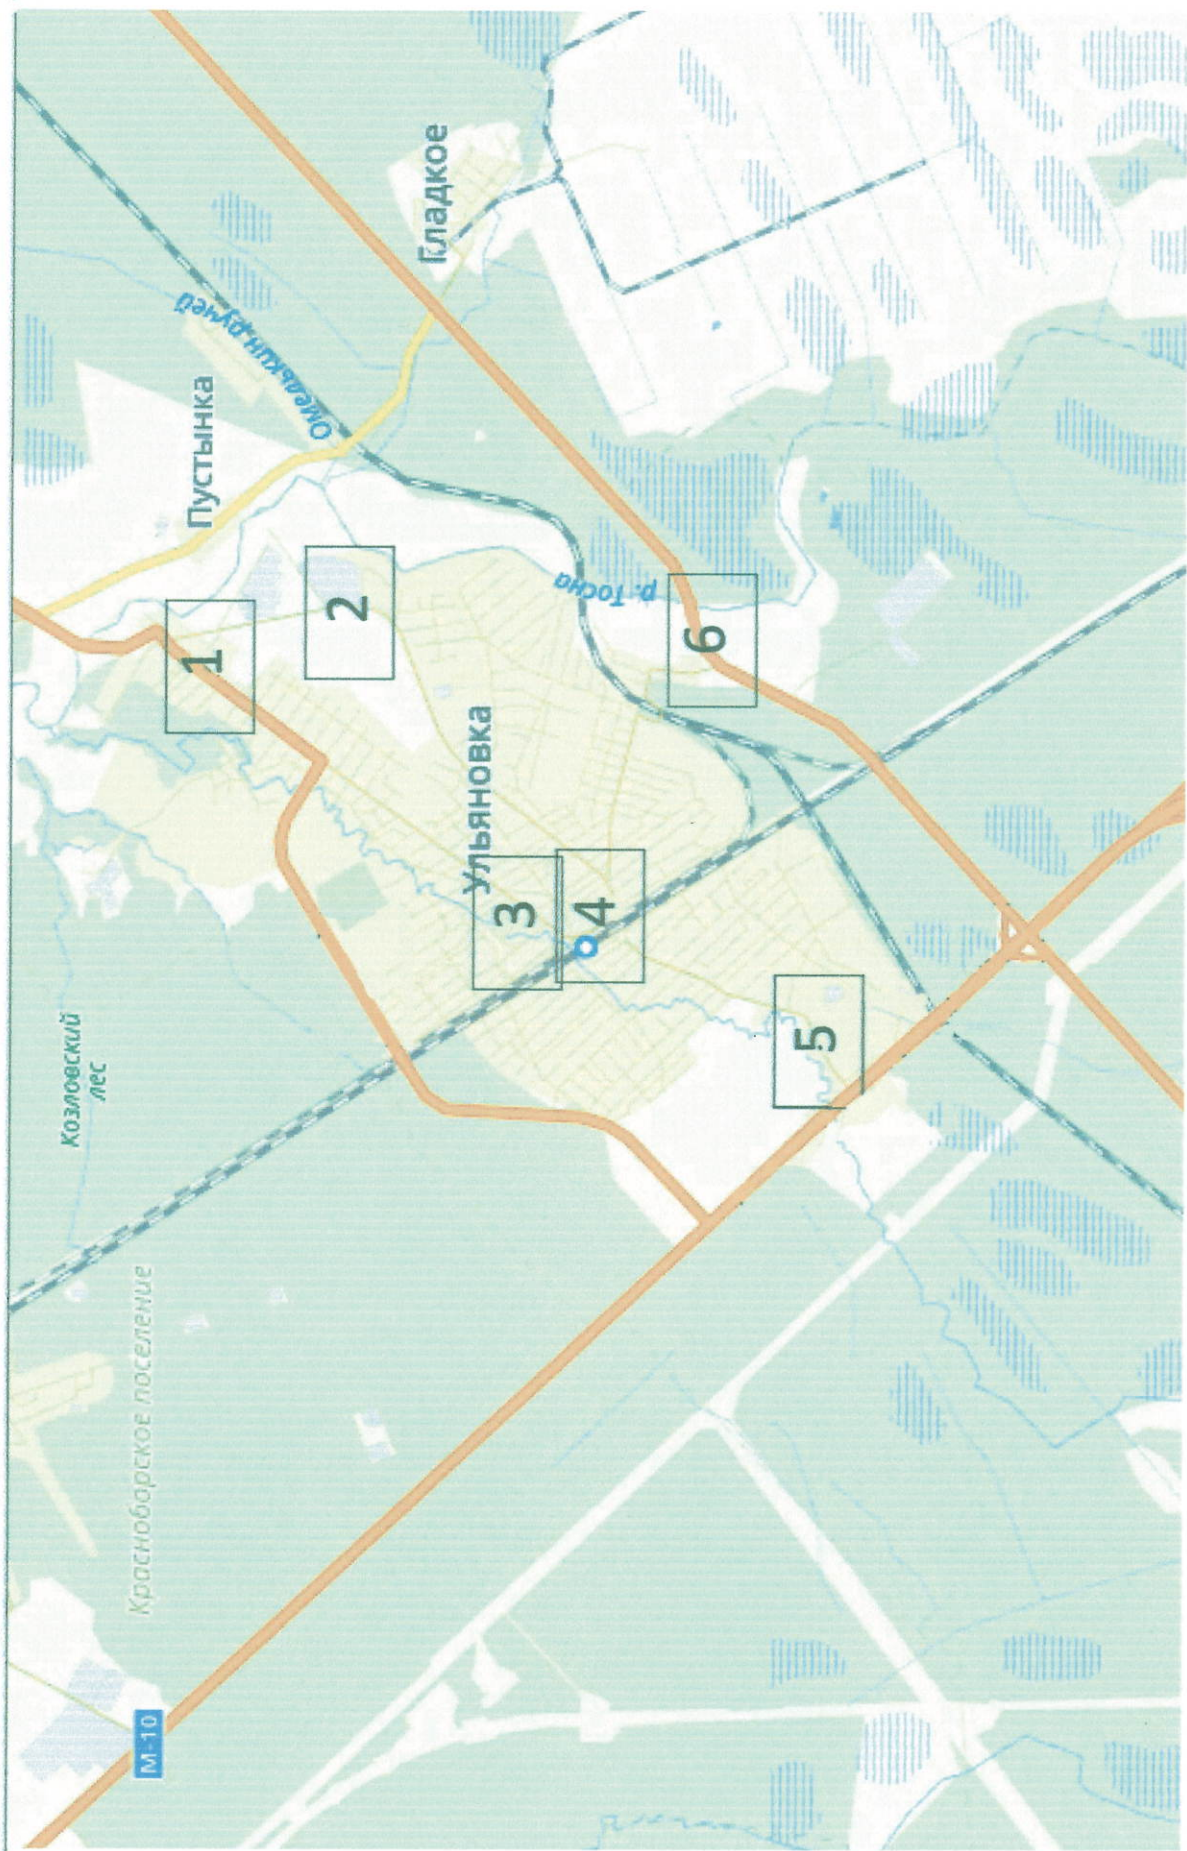 Козловский
лес
Красноборское поселение
М-10
Пустынка
Омелькин ручей
Гладкое
Ульяновка
р. Тосна
1
2
3
4
5
6